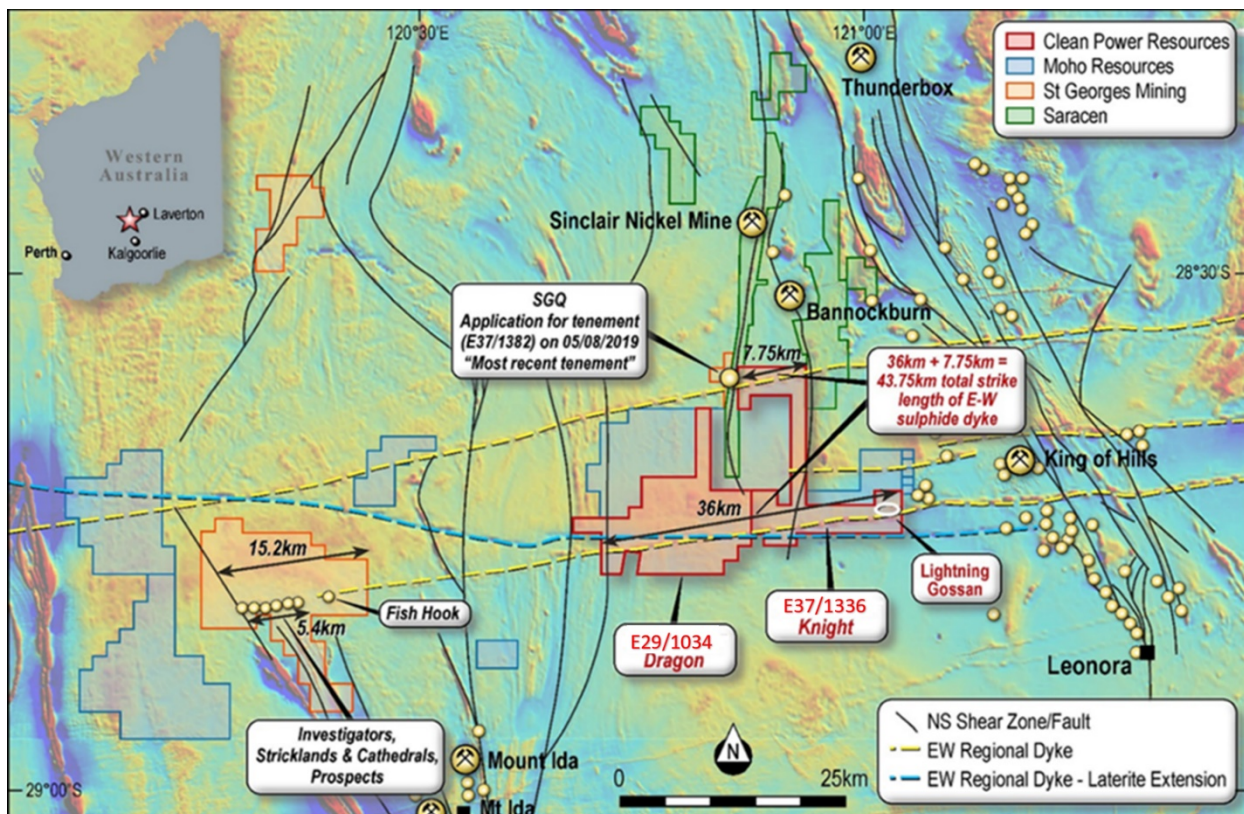 120°30'E
121°00'E
Clean Power Resources
Moho Resources
St Georges Mining
Saracen
Thunderbox
Western
Australia
Laverton
Perth
Kalgoorlie
Sinclair Nickel Mine
28°30'
Bannockburn
SGQ
Application for tenement
(E37/1382) on 05/08/2019
"Most recent tenement"
7.75km
36km + 7.75km =
43.75km total strike
length of E-W
sulphide dyke
King of Hills
36km
15.2km
Fish Hook
5.4km
Lightning
Gossan
E37/1336
Knight
E29/1034
Dragon
Leonora
Investigators,
Stricklands & Cathedrals,
Prospects
Mount Ida
Mt Ida
29°00'S
N
0
25km
NS Shear Zone/Fault
EW Regional Dyke
EW Regional Dyke - Laterite Extension